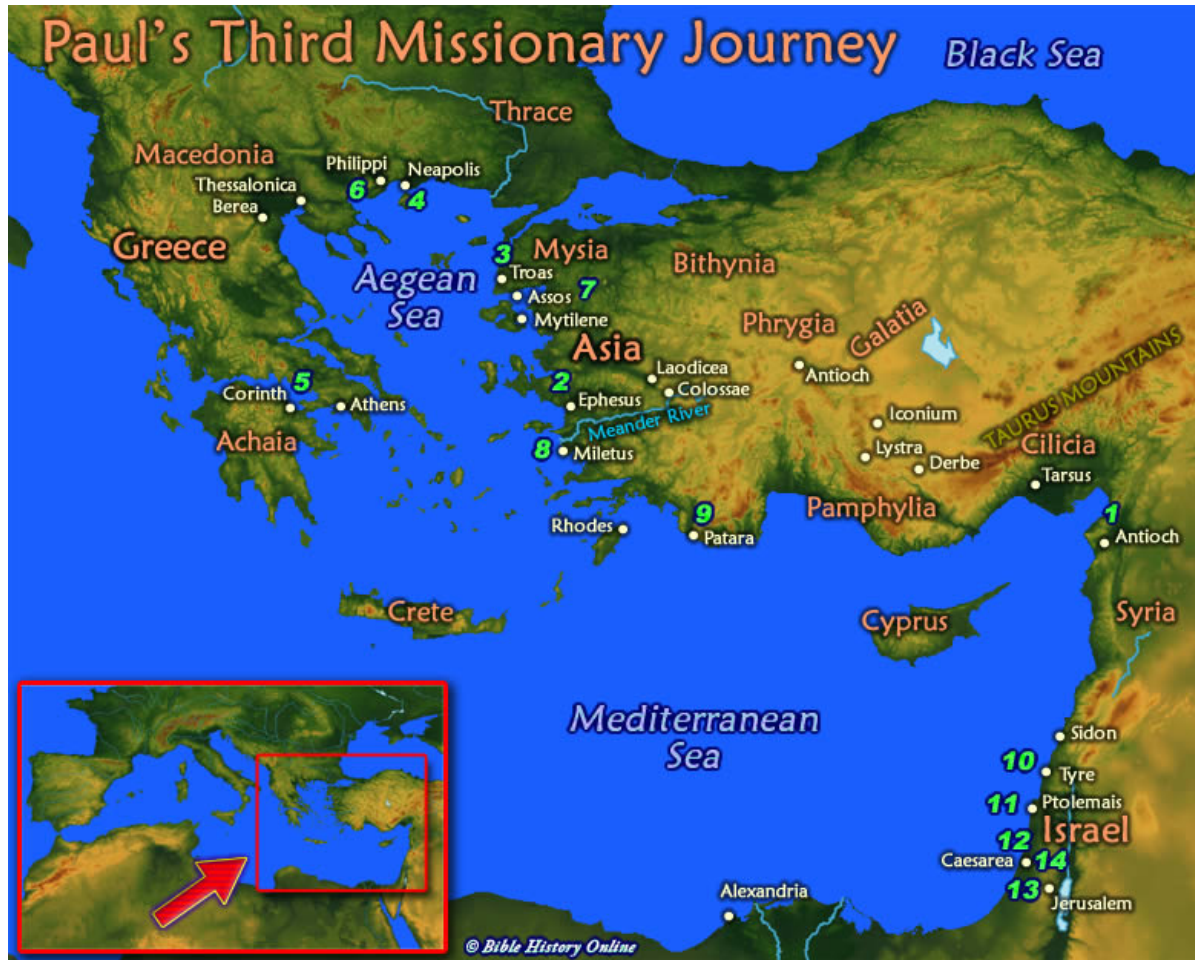 Paul's Third Missionary Journey
Black Sea
Thrace
Macedonia
Philippi
Neapolis
6
4
Thessalonica
Berea
Greece
3
Mysia
Troas
Aegean
Sea
Assos
7
Mytilene
Bithynia
Phrygia
Galatia
Asia
Laodicea
Antioch
Colossae
TAURUS MOUNTAINS
5
Corinth
Athens
Achaia
2
Ephesus
Meander River
8
Miletus
Iconium
Lystra
Derbe
Cilicia
Tarsus
Pamphylia
9
Rhodes
Patara
1
Antioch
Crete
Cyprus
Syria
Mediterranean
Sea
Sidon
10
Tyre
11
Ptolemais
Israel
12
Caesarea
14
13
Jerusalem
Alexandria
© Bible History Online